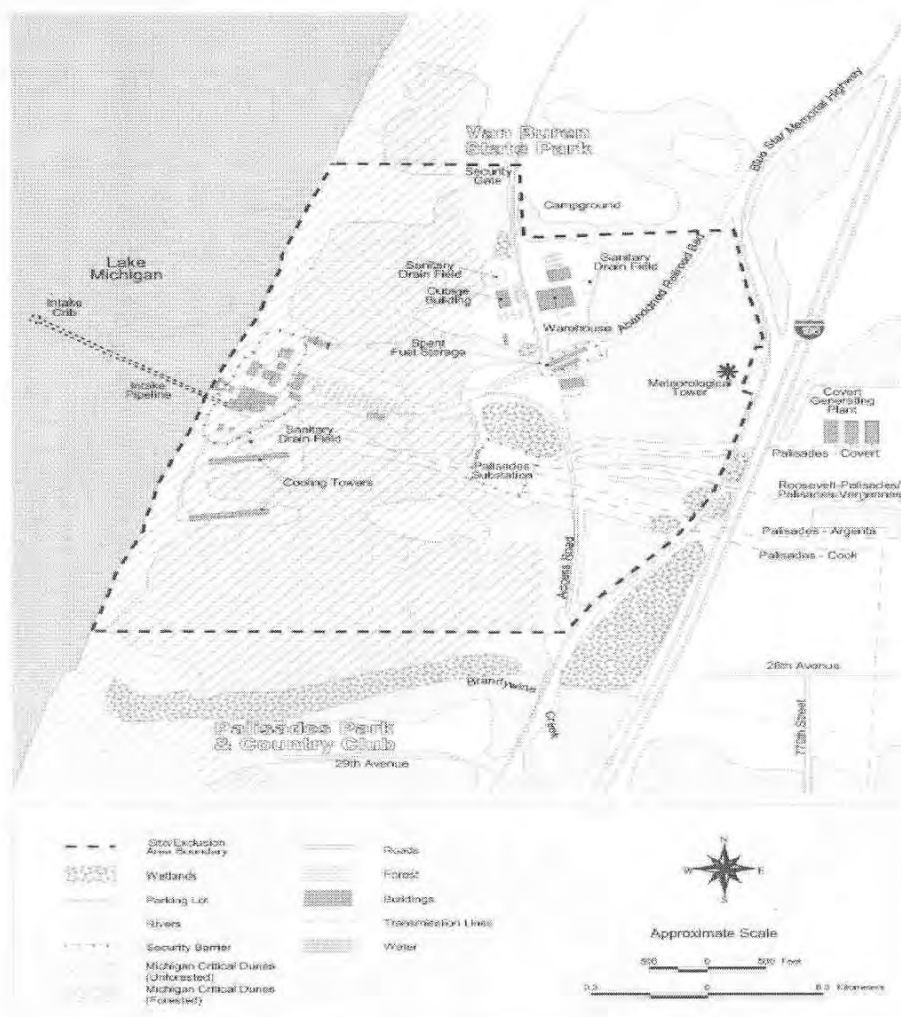 Van Buren
State Park
Security
Gate
Campground
Blue Star Memorial Highway
Lake
Michigan
Intake
Crib
Sanitary
Drain Field
Outage
Building
Sanitary
Drain Field
Abandoned Railroad Bed
Warehouse
Spent
Fuel Storage
Intake
Pipeline
Meteorological
Tower
Covert
Generating
Plant
Sanitary
Drain Field
Palisades
Substation
Palisades - Covert
Cooling Towers
Roosevelt-Palisades/
Palisades-Vergennes
Palisades - Argenta
Palisades - Cook
Access Road
28th Avenue
Brandywine
Creek
77th Street
Palisades Park
& Country Club
29th Avenue
Site/Exclusion
Area Boundary
Wetlands
Parking Lot
Rivers
Security Barrier
Michigan Critical Dunes
(Unforested)
Michigan Critical Dunes
(Forested)
Roads
Forest
Buildings
Transmission Lines
Water
N
W E
S
Approximate Scale
500 0 500 Feet
0 Kilometers